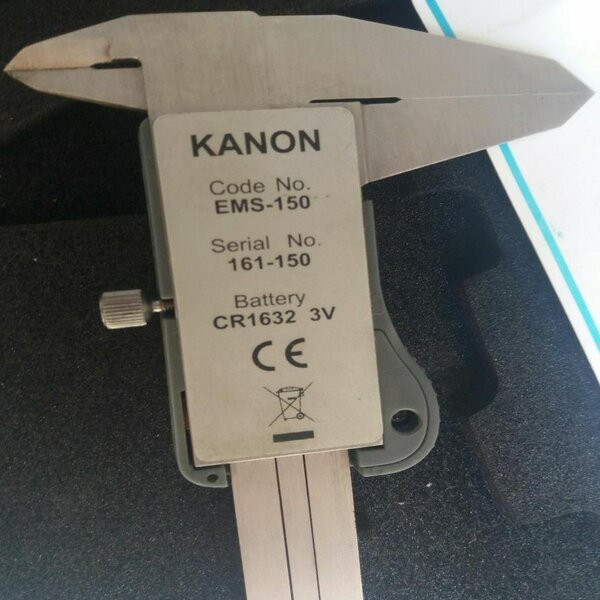 KANON
Code No.
EMS-150
Serial No.
161-150
Battery
CR1632 3V
CE